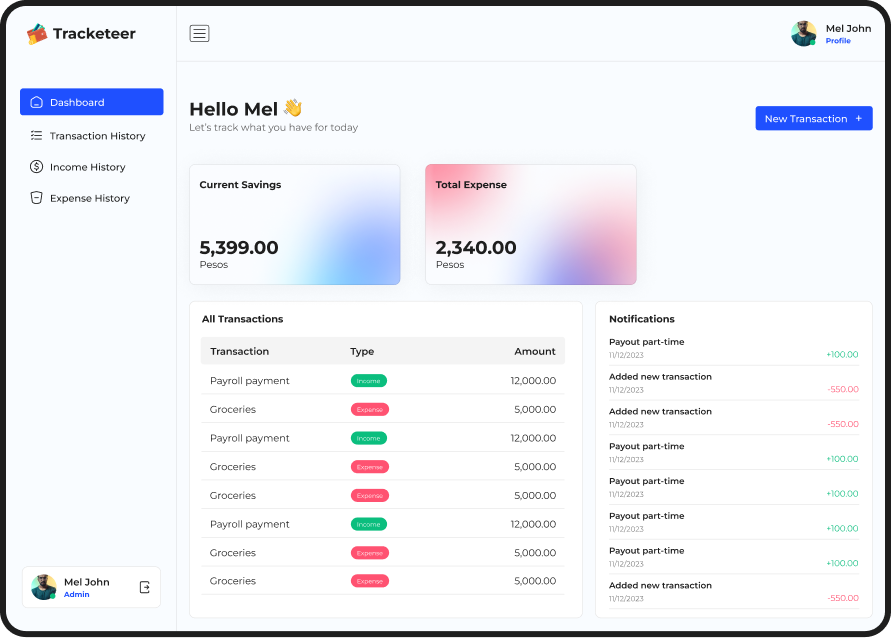 Tracketeer
Mel John
Profile
Dashboard
Transaction History
Income History
Expense History
Mel John
Admin
Hello Mel 👋
Let's track what you have for today
New Transaction +
Current Savings
5,399.00
Pesos
Total Expense
2,340.00
Pesos
All Transactions
Transaction Type Amount
Payroll payment Income 12,000.00
Groceries Expense 5,000.00
Payroll payment Income 12,000.00
Groceries Expense 5,000.00
Groceries Expense 5,000.00
Payroll payment Income 12,000.00
Groceries Expense 5,000.00
Groceries Expense 5,000.00
Notifications
Payout part-time
11/12/2023 +100.00
Added new transaction
11/12/2023 -550.00
Added new transaction
11/12/2023 -550.00
Payout part-time
11/12/2023 +100.00
Payout part-time
11/12/2023 +100.00
Payout part-time
11/12/2023 +100.00
Payout part-time
11/12/2023 +100.00
Added new transaction
11/12/2023 -550.00